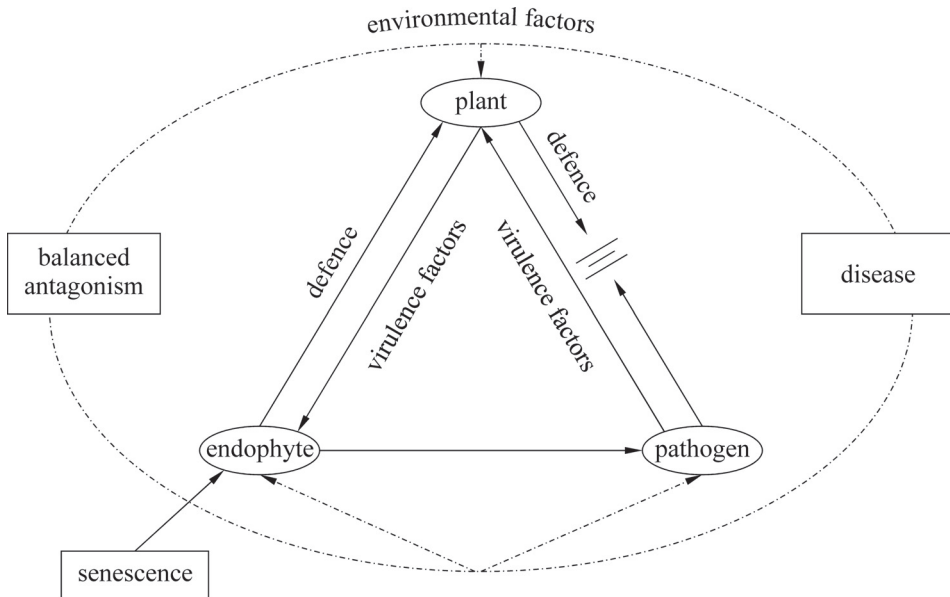 environmental factors
plant
defence
defence
virulence factors
virulence factors
balanced
antagonism
disease
endophyte
pathogen
senescence